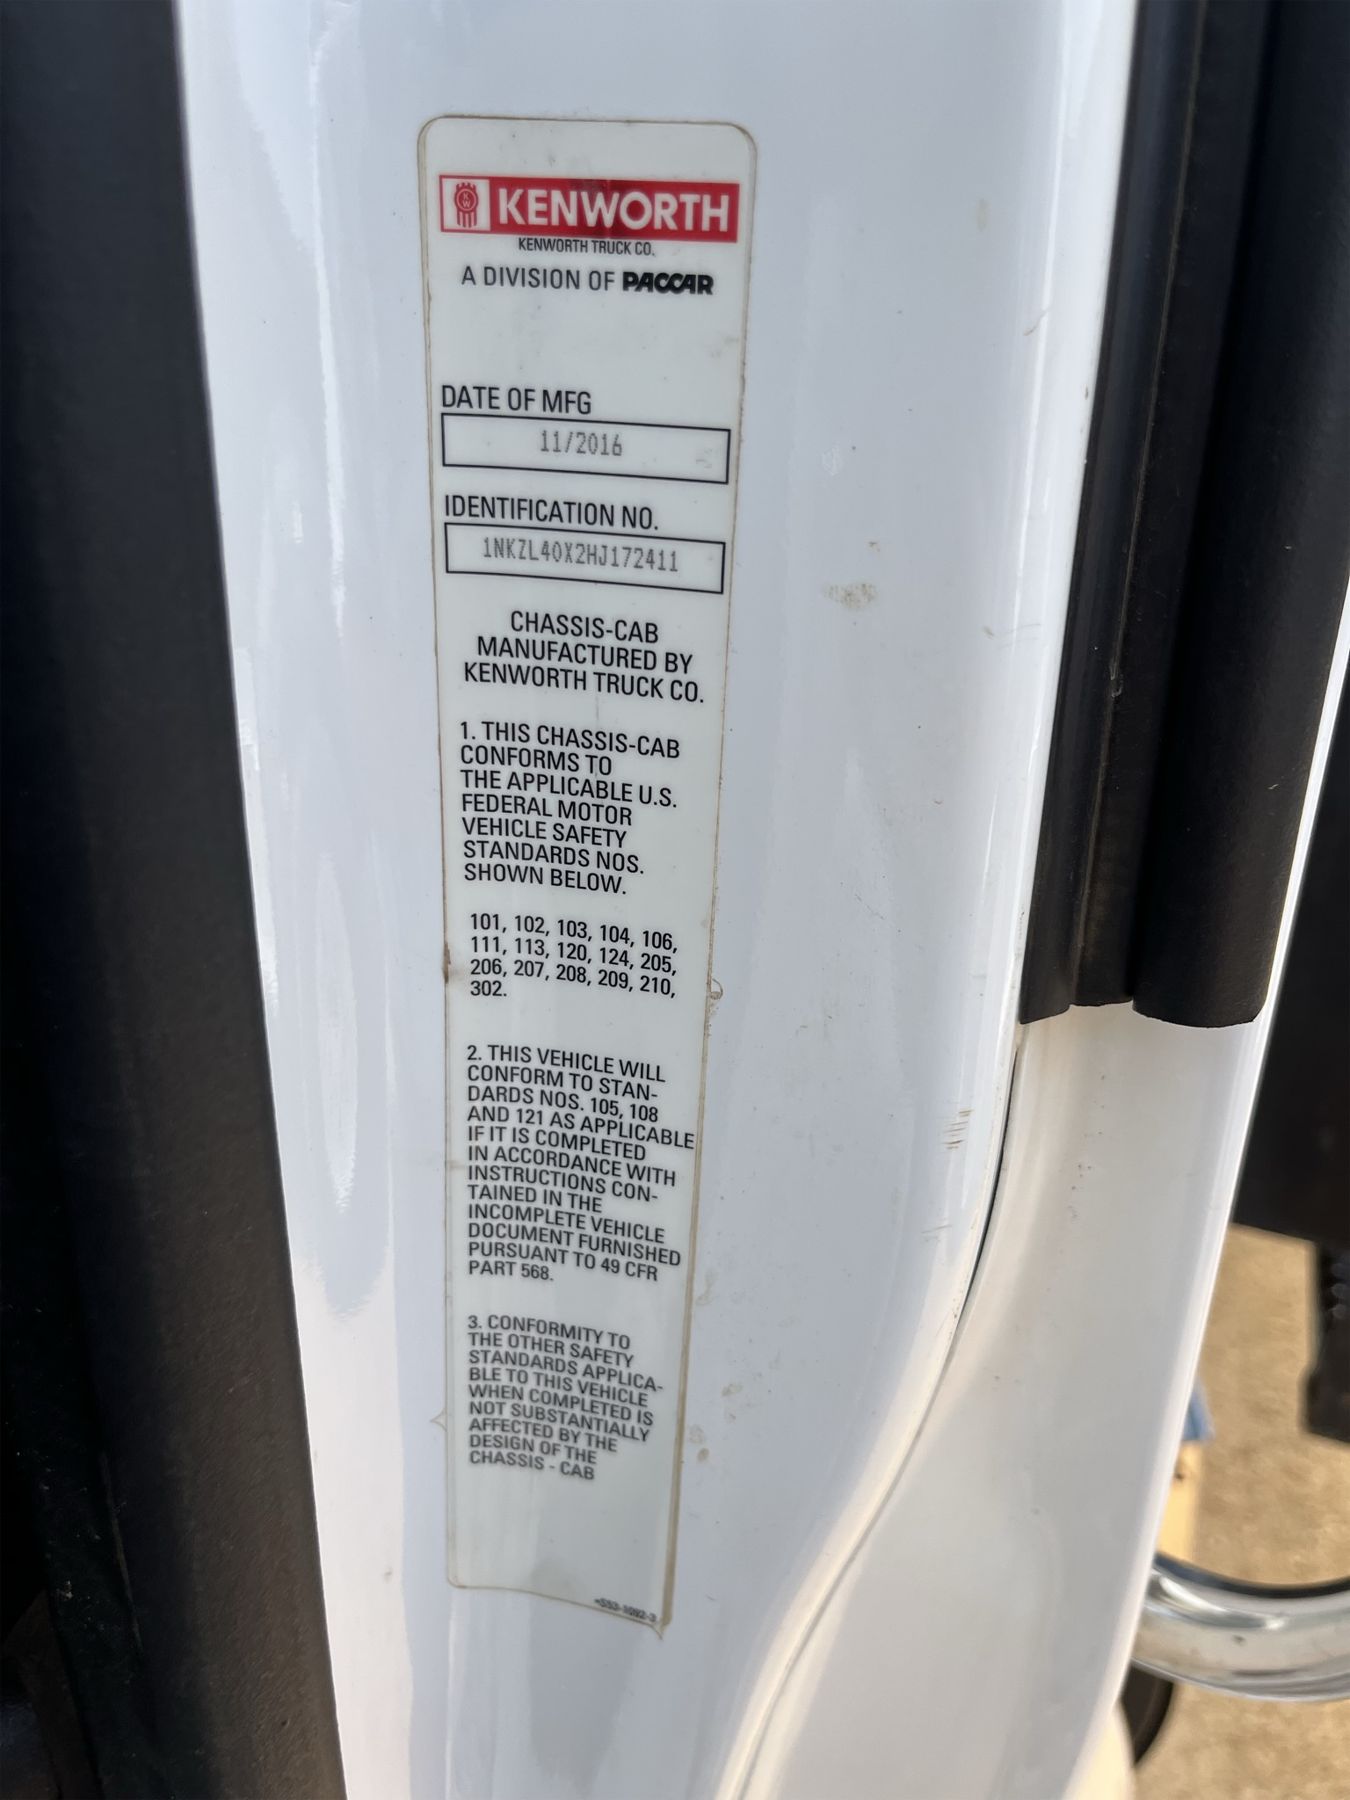 KENWORTH
KENWORTH TRUCK CO.
A DIVISION OF PACCAR
DATE OF MFG
11/2016
IDENTIFICATION NO.
1NKZL40X2HJ172411
CHASSIS-CAB
MANUFACTURED BY
KENWORTH TRUCK CO.
1. THIS CHASSIS-CAB
CONFORMS TO
THE APPLICABLE U.S.
FEDERAL MOTOR
VEHICLE SAFETY
STANDARDS NOS.
SHOWN BELOW.
101, 102, 103, 104, 106,
111, 113, 120, 124, 205,
206, 207, 208, 209, 210,
302.
2. THIS VEHICLE WILL
CONFORM TO STAN-
DARDS NOS. 105, 108
AND 121 AS APPLICABLE
IF IT IS COMPLETED
IN ACCORDANCE WITH
INSTRUCTIONS CON-
TAINED IN THE
INCOMPLETE VEHICLE
DOCUMENT FURNISHED
PURSUANT TO 49 CFR
PART 568.
3. CONFORMITY TO
THE OTHER SAFETY
STANDARDS APPLICA-
BLE TO THIS VEHICLE
WHEN COMPLETED IS
NOT SUBSTANTIALLY
AFFECTED BY THE
DESIGN OF THE
CHASSIS - CAB